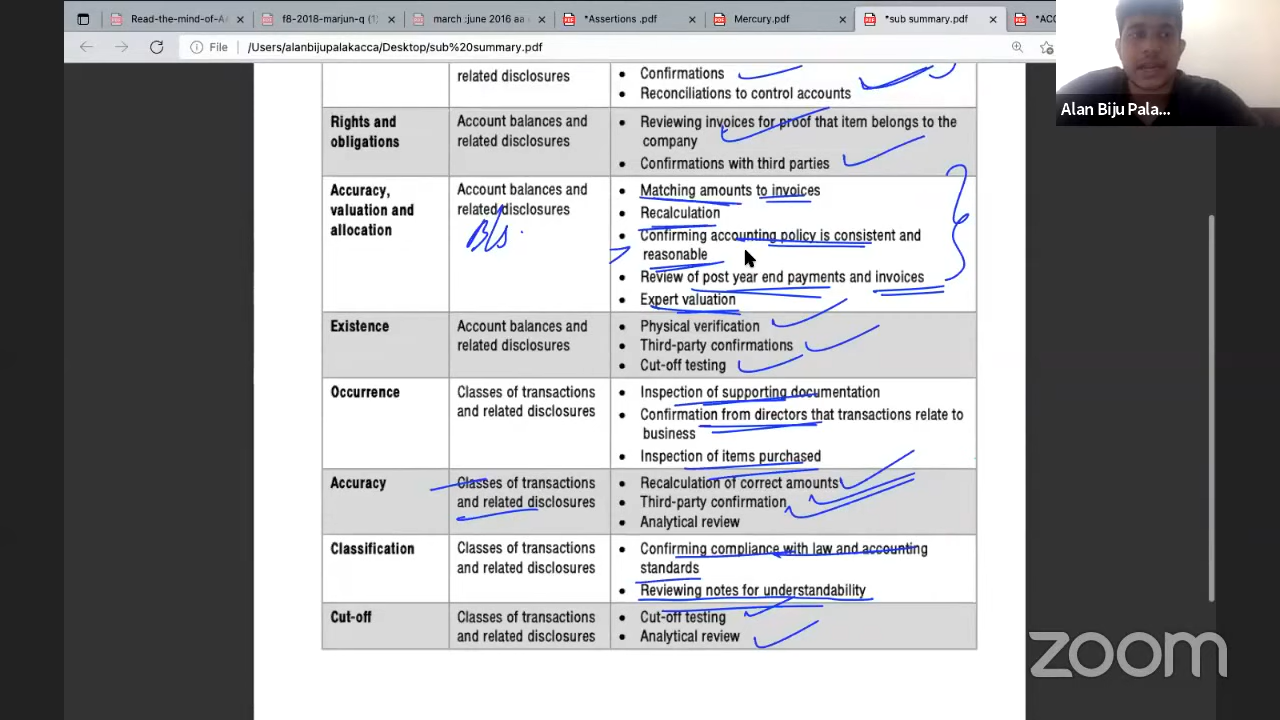 Read-the-mind-of-A
f8-2018-marjun-q (1)
march :june 2016 aa
*Assertions .pdf
Mercury.pdf
*sub summary.pdf
*ACC
File
/Users/alanbijupalakacca/Desktop/sub%20summary.pdf
Alan Biju Pala...
related disclosures
Confirmations
Reconciliations to control accounts
Rights and obligations
Account balances and related disclosures
Reviewing invoices for proof that item belongs to the
company
Confirmations with third parties
Accuracy,
valuation and
allocation
Account balances and
related disclosures
B/S.
Matching amounts to invoices
Recalculation
Confirming accounting policy is consistent and
reasonable
Review of post year end payments and invoices
Expert valuation
Existence
Account balances and
related disclosures
Physical verification
Third-party confirmations
Cut-off testing
Occurrence
Classes of transactions
and related disclosures
Inspection of supporting documentation
Confirmation from directors that transactions relate to
business
Inspection of items purchased
Accuracy
Classes of transactions
and related disclosures
Recalculation of correct amounts
Third-party confirmation
Analytical review
Classification
Classes of transactions
and related disclosures
Confirming compliance with law and accounting
standards
Reviewing notes for understandability
Cut-off
Classes of transactions
and related disclosures
Cut-off testing
Analytical review
zoom